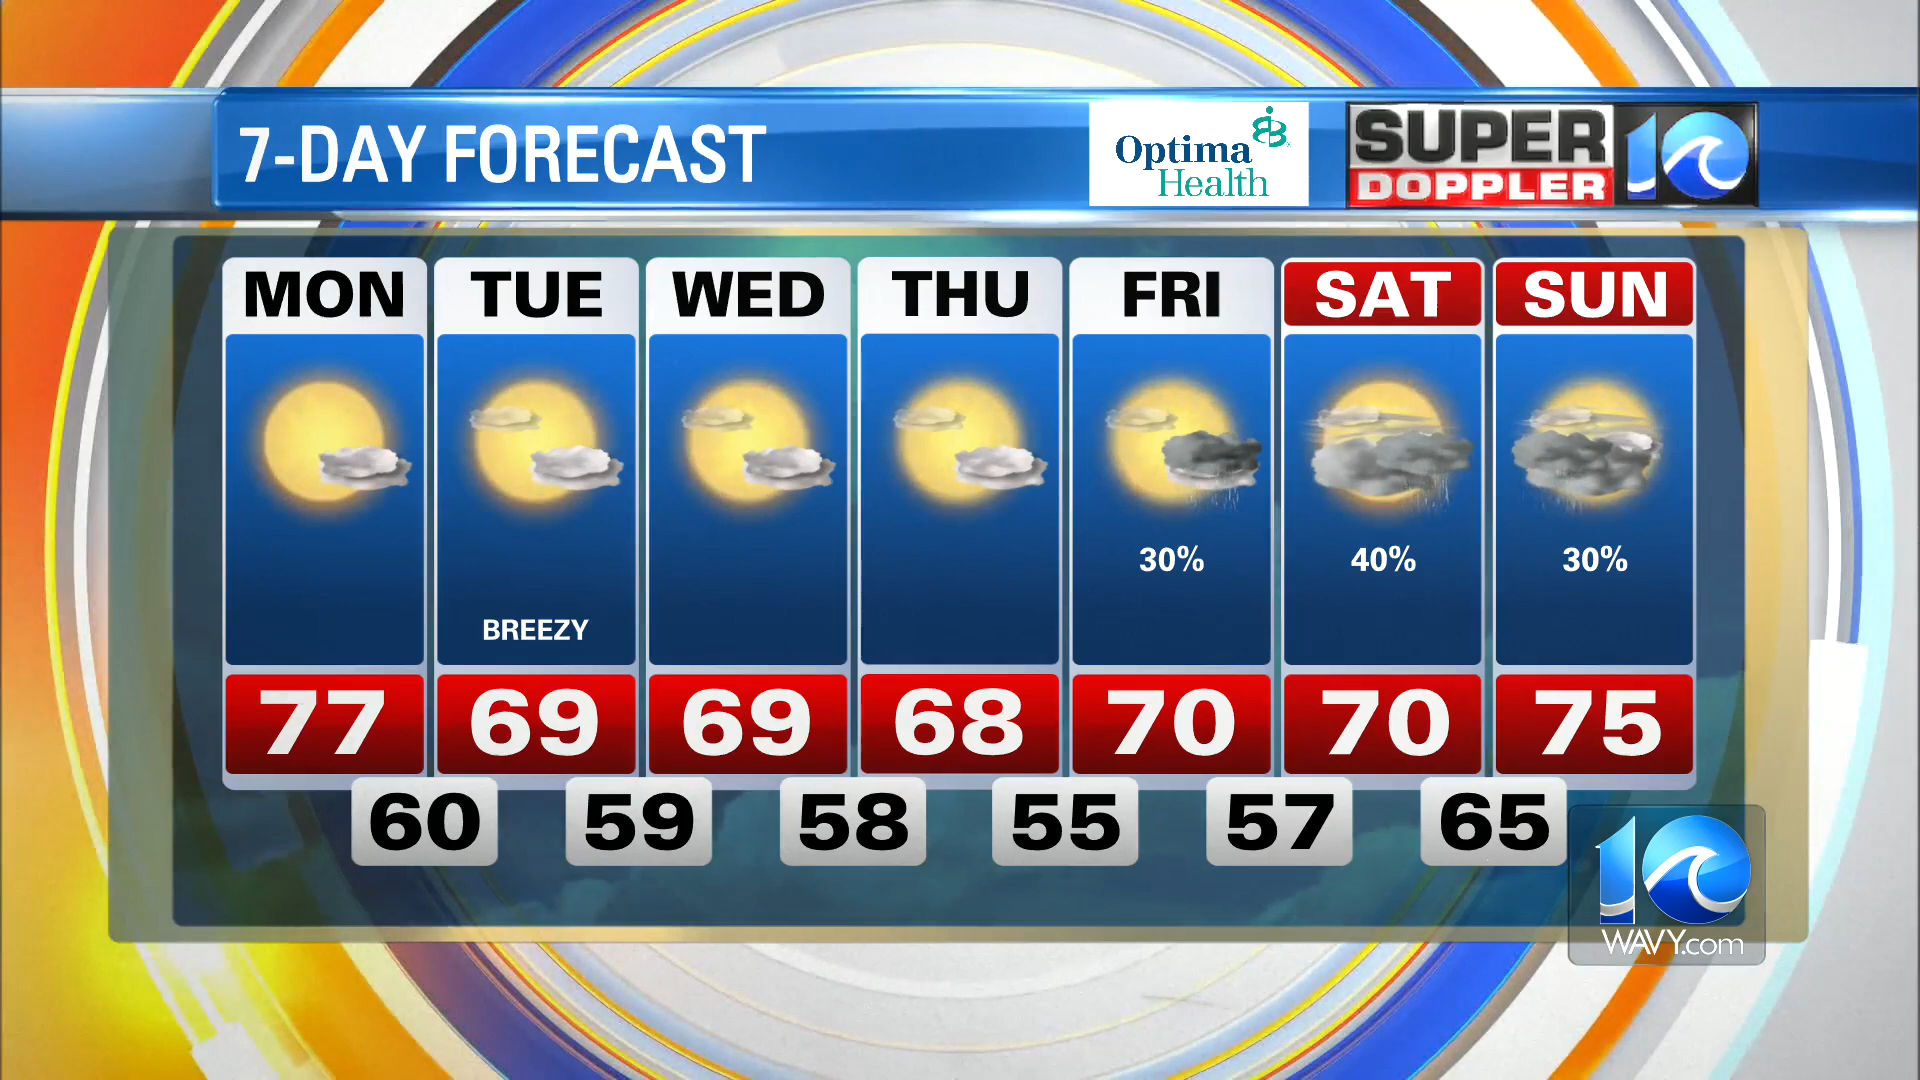 7-DAY FORECAST
Optima
Health
SUPER
DOPPLER
10
MON TUE WED THU FRI SAT SUN
30% 40% 30%
BREEZY
77 69 69 68 70 70 75
60 59 58 55 57 65
10
WAVY.com